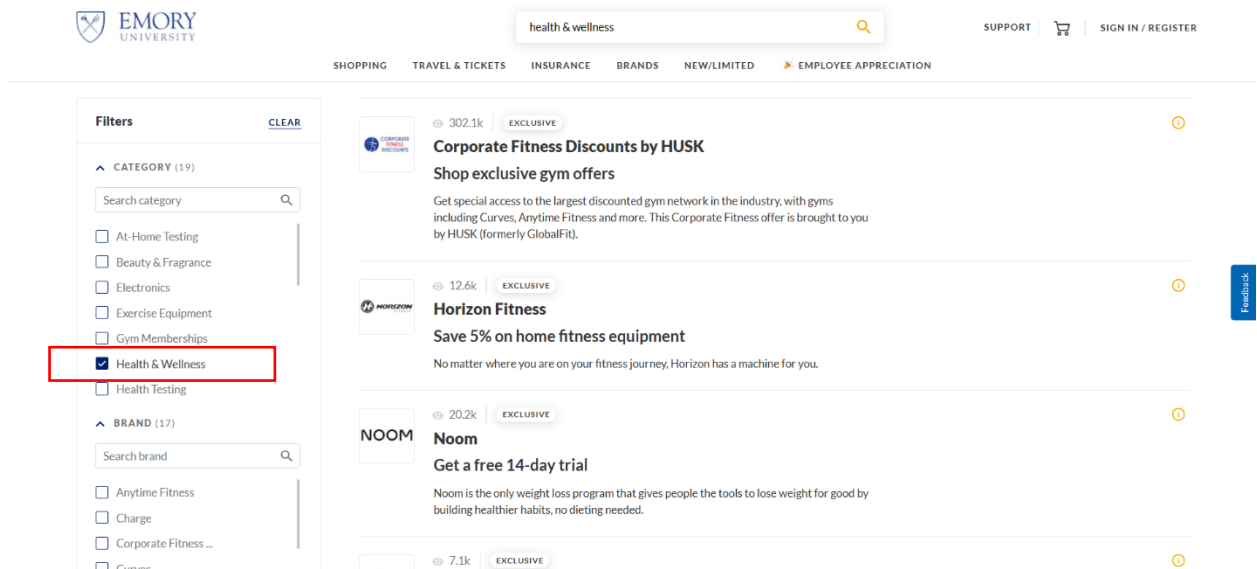 EMORY
UNIVERSITY
health & wellness
SUPPORT
SIGN IN / REGISTER
SHOPPING TRAVEL & TICKETS INSURANCE BRANDS NEW/LIMITED EMPLOYEE APPRECIATION
Filters CLEAR
CATEGORY (19)
Search category
At-Home Testing
Beauty & Fragrance
Electronics
Exercise Equipment
Gym Memberships
Health & Wellness
Health Testing
BRAND (17)
Search brand
Anytime Fitness
Charge
Corporate Fitness ...
Curves
CORPORATE
FITNESS
DISCOUNTS
302.1k EXCLUSIVE
Corporate Fitness Discounts by HUSK
Shop exclusive gym offers
Get special access to the largest discounted gym network in the industry, with gyms
including Curves, Anytime Fitness and more. This Corporate Fitness offer is brought to you
by HUSK (formerly GlobalFit).
HORIZON
12.6k EXCLUSIVE
Horizon Fitness
Save 5% on home fitness equipment
No matter where you are on your fitness journey, Horizon has a machine for you.
NOOM
20.2k EXCLUSIVE
Noom
Get a free 14-day trial
Noom is the only weight loss program that gives people the tools to lose weight for good by
building healthier habits, no dieting needed.
7.1k EXCLUSIVE
Feedback